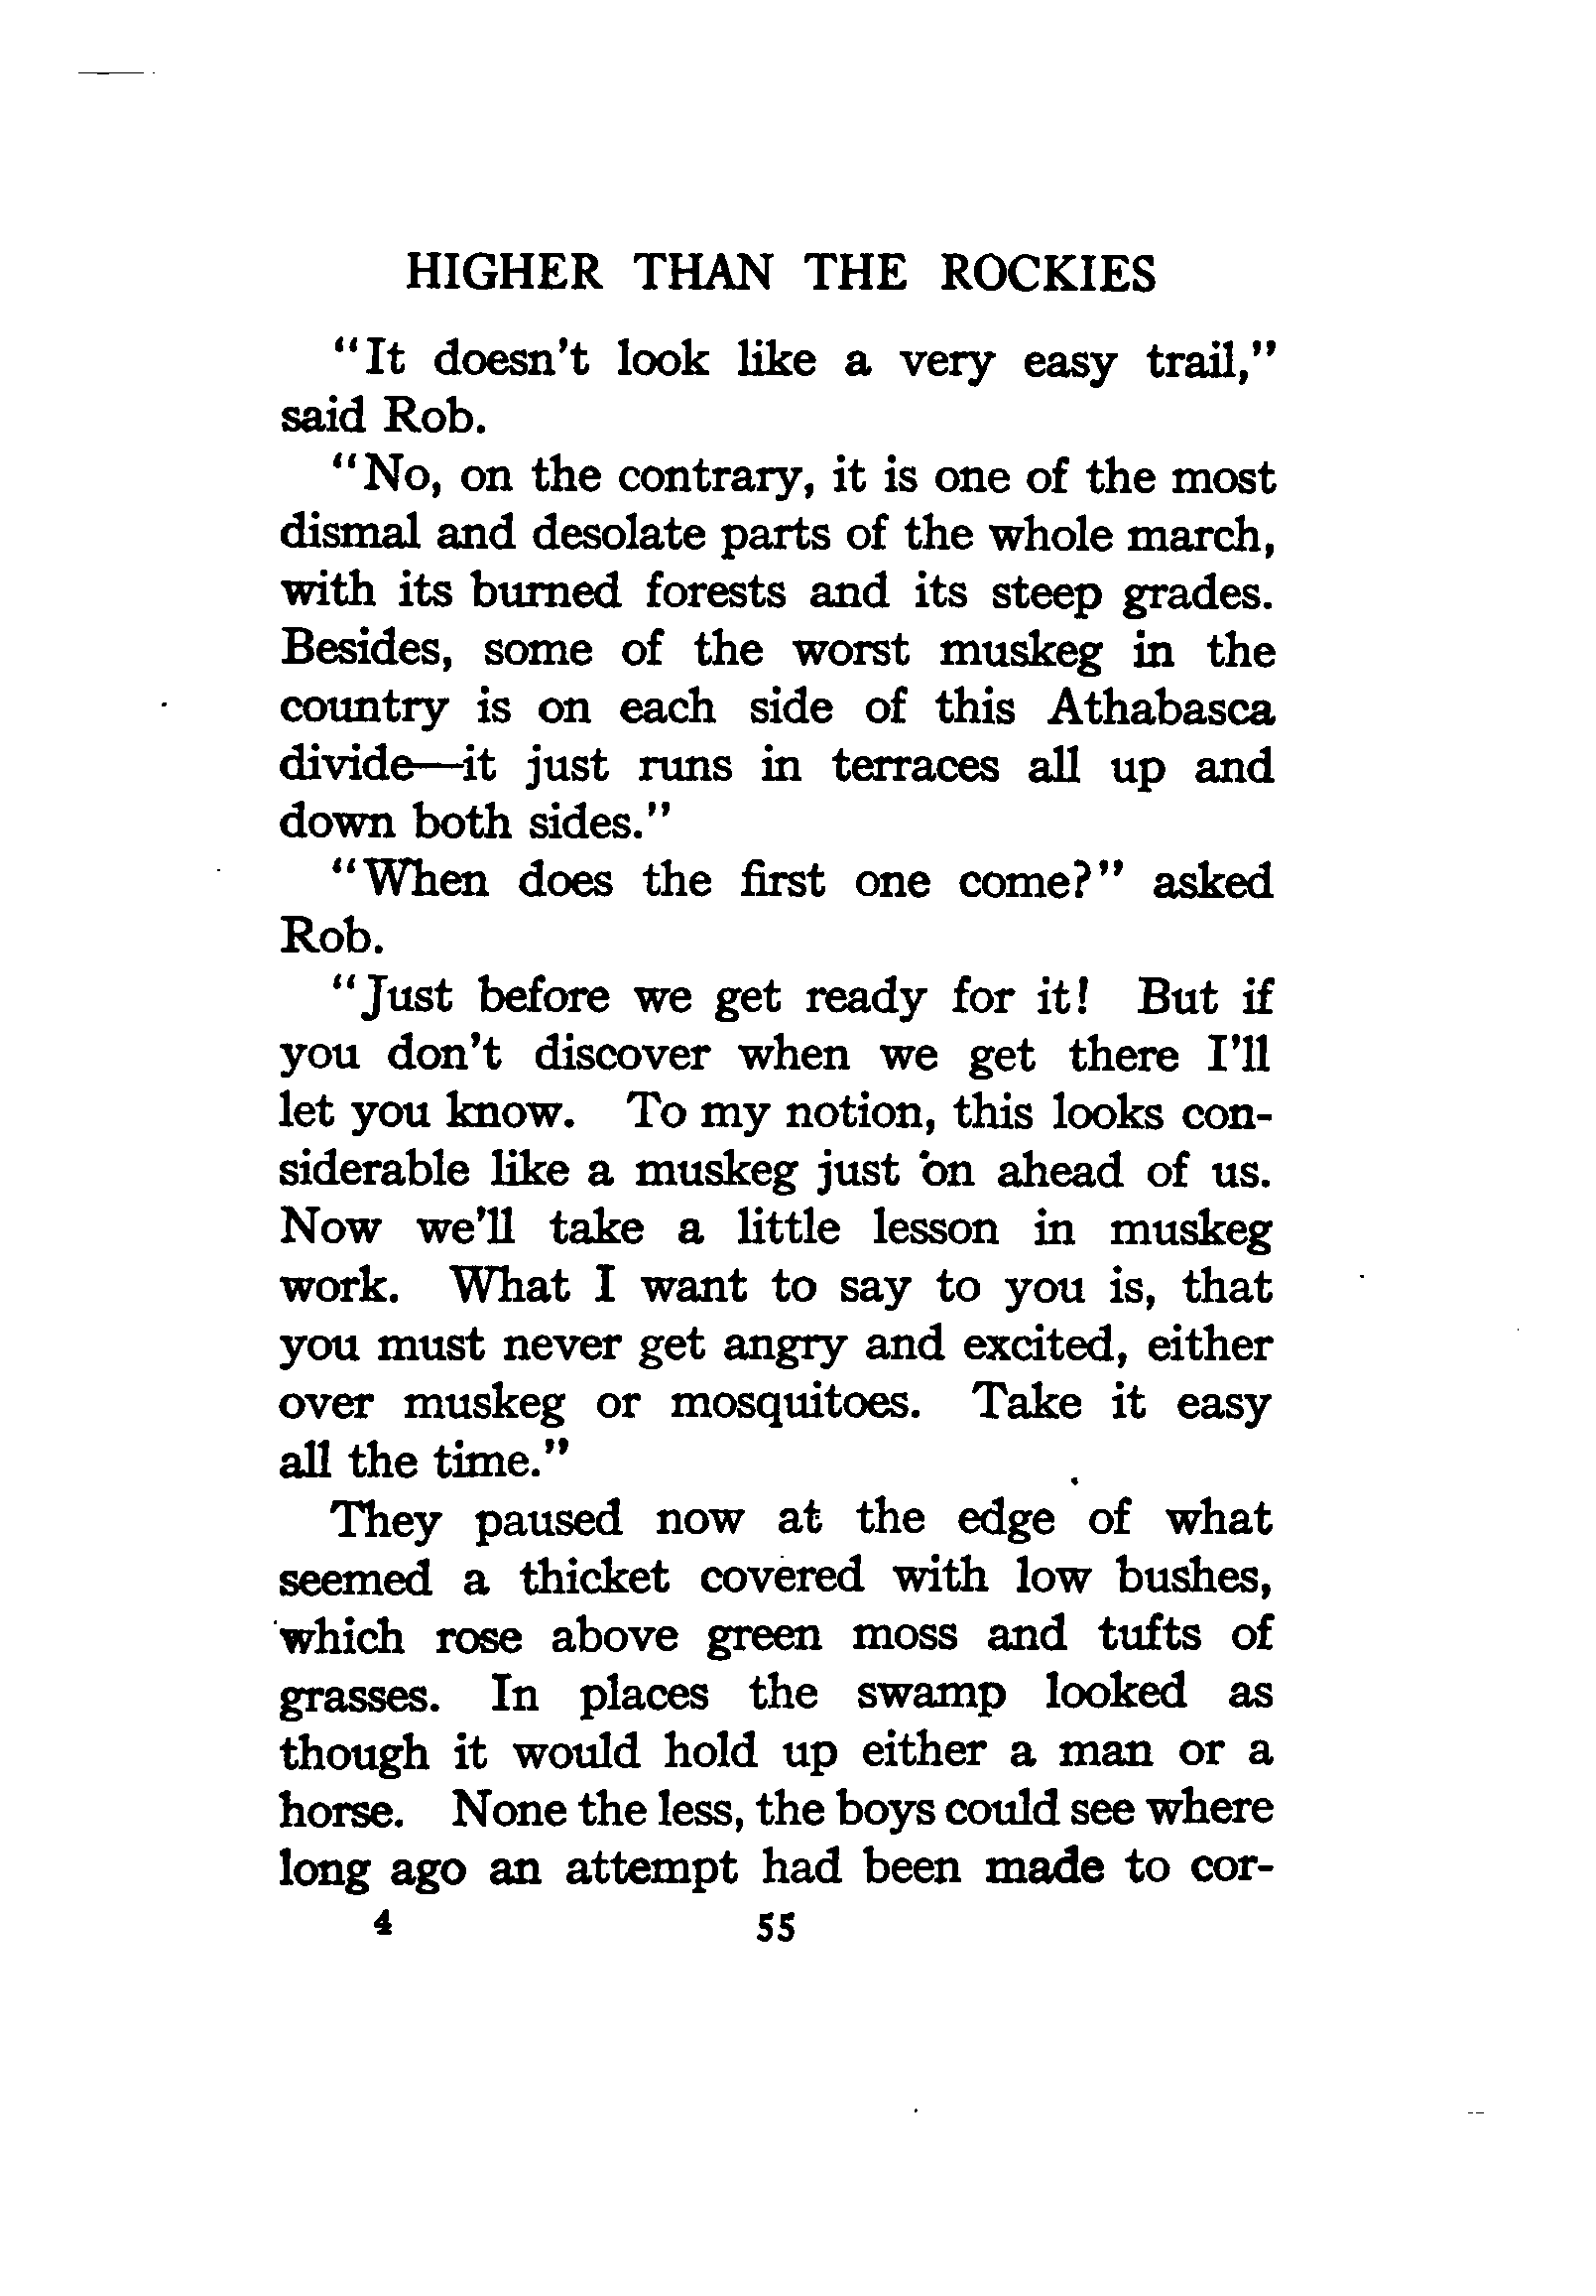 HIGHER THAN THE ROCKIES
"It doesn't look like a very easy trail,"
said Rob.
"No, on the contrary, it is one of the most
dismal and desolate parts of the whole march,
with its burned forests and its steep grades.
Besides, some of the worst muskeg in the
country is on each side of this Athabasca
divide—it just runs in terraces all up and
down both sides."
"When does the first one come?" asked
Rob.
"Just before we get ready for it! But if
you don't discover when we get there I'll
let you know. To my notion, this looks con-
siderable like a muskeg just on ahead of us.
Now we'll take a little lesson in muskeg
work. What I want to say to you is, that
you must never get angry and excited, either
over muskeg or mosquitoes. Take it easy
all the time."
They paused now at the edge of what
seemed a thicket covered with low bushes,
which rose above green moss and tufts of
grasses. In places the swamp looked as
though it would hold up either a man or a
horse. None the less, the boys could see where
long ago an attempt had been made to cor-
4 55